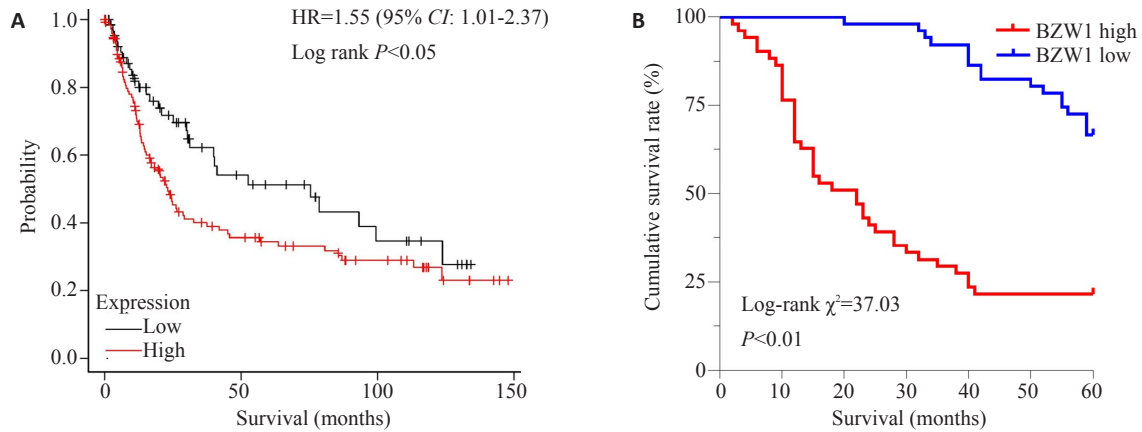 A
HR=1.55 (95% CI: 1.01-2.37)
Log rank P<0.05
Probability
1.0
0.8
0.6
0.4
0.2
0.0
Expression
Low
High
0
50
100
150
Survival (months)
B
BZW1 high
BZW1 low
Cumulative survival rate (%)
100
75
50
25
0
Log-rank χ²=37.03
P<0.01
0
10
20
30
40
50
60
Survival (months)